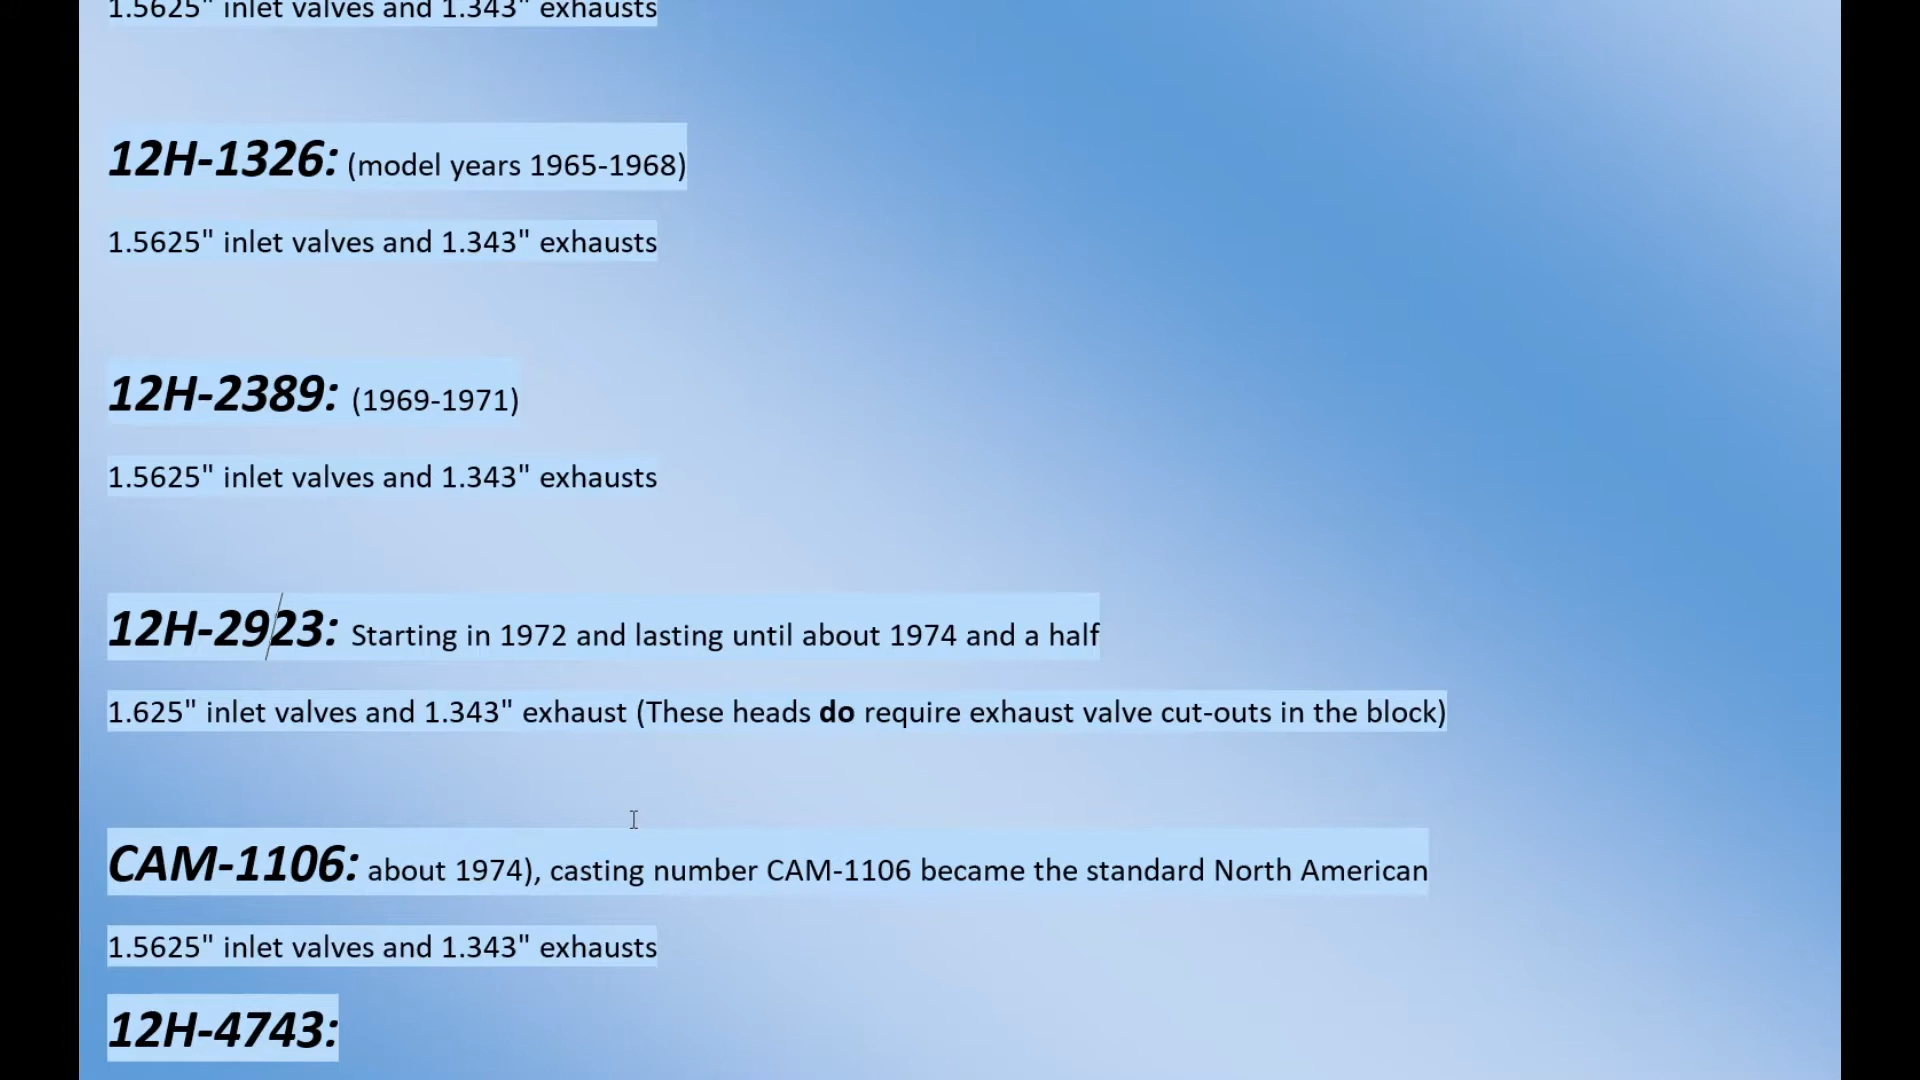 1.5625" inlet valves and 1.343" exhausts
12H-1326: (model years 1965-1968)
1.5625" inlet valves and 1.343" exhausts
12H-2389: (1969-1971)
1.5625" inlet valves and 1.343" exhausts
12H-2923: Starting in 1972 and lasting until about 1974 and a half
1.625" inlet valves and 1.343" exhaust (These heads do require exhaust valve cut-outs in the block)
CAM-1106: about 1974), casting number CAM-1106 became the standard North American
1.5625" inlet valves and 1.343" exhausts
12H-4743: